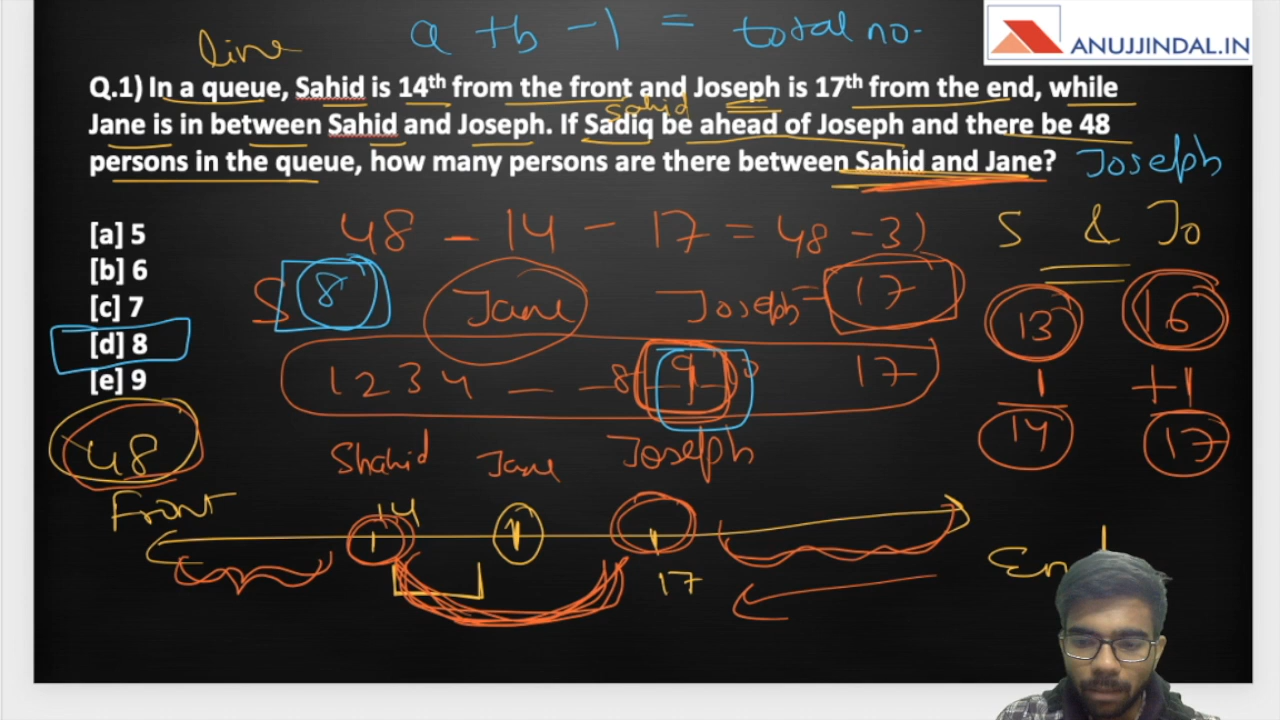 line a + b - 1 = total no.
ANUJJINDAL.IN
Q.1) In a queue, Sahid is 14th from the front and Joseph is 17th from the end, while
sahid
Jane is in between Sahid and Joseph. If Sadiq be ahead of Joseph and there be 48
persons in the queue, how many persons are there between Sahid and Jane? Joseph
[a] 5
48 - 14 - 17 = 48 - 31
S & Jo
[b] 6
[c] 7
S 8 Jane Joseph = 17
13 16
[d] 8
[e] 9
1 2 3 4 - - 8 - 9 - 17
1 +1
14 17
48
Shahid Jane Joseph
Front
14
17